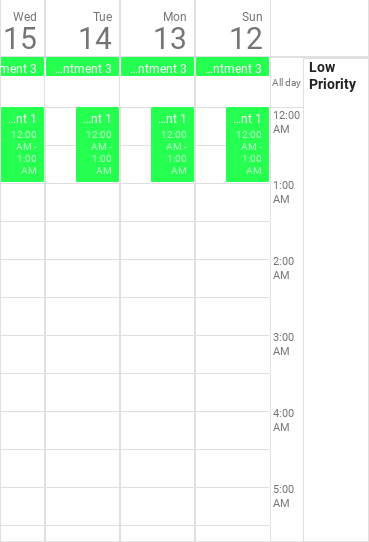 Wed Tue Mon Sun
15 14 13 12
ntment 3 …ntment 3 …ntment 3 …ntment 3
All day
Low
Priority
12:00
AM
…nt 1 …nt 1 …nt 1 …nt 1
12:00 12:00 12:00 12:00
AM - AM - AM - AM -
1:00 1:00 1:00 1:00
AM AM AM AM
1:00
AM
2:00
AM
3:00
AM
4:00
AM
5:00
AM